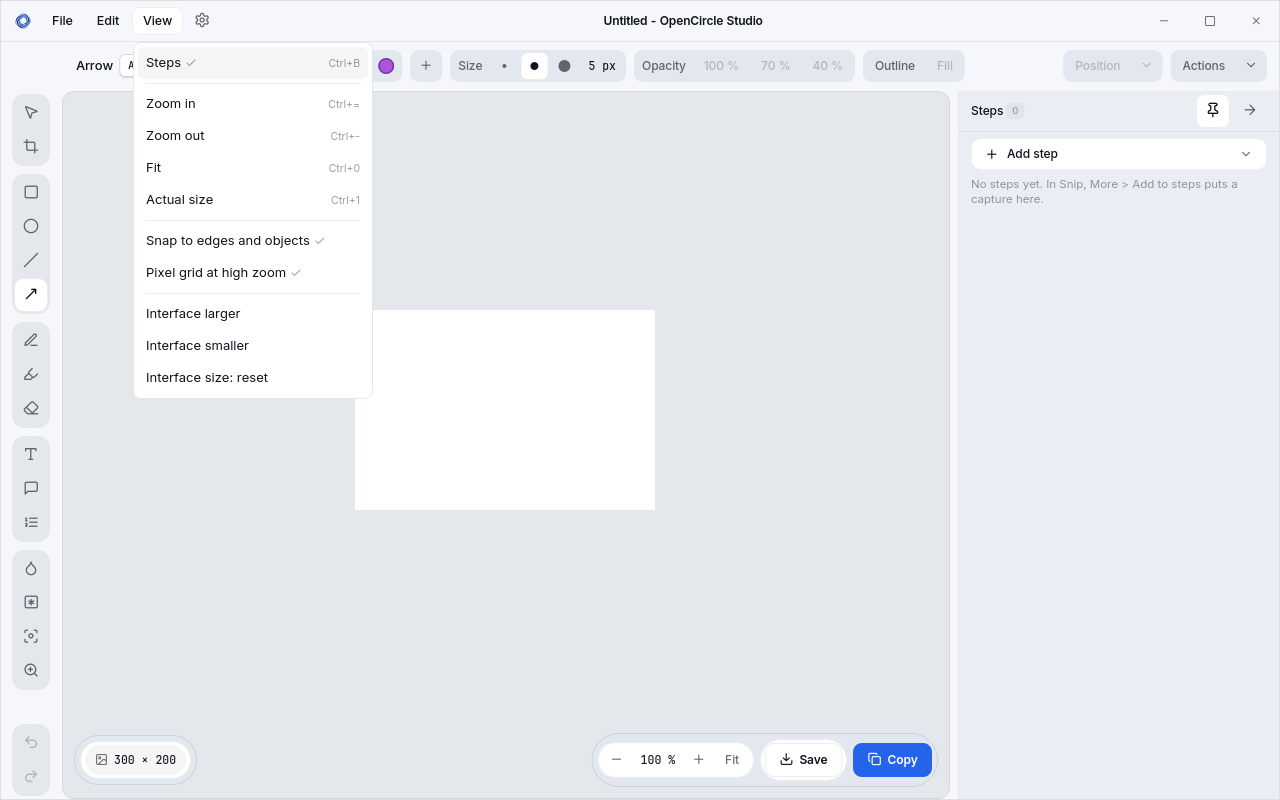 File Edit View
Untitled - OpenCircle Studio
Arrow
Size 5 px
Opacity 100 % 70 % 40 %
Outline Fill
Position
Actions
Steps Ctrl+B
Zoom in Ctrl+=
Zoom out Ctrl+-
Fit Ctrl+0
Actual size Ctrl+1
Snap to edges and objects
Pixel grid at high zoom
Interface larger
Interface smaller
Interface size: reset
Steps 0
Add step
No steps yet. In Snip, More > Add to steps puts a
capture here.
300 × 200
100 % Fit
Save
Copy